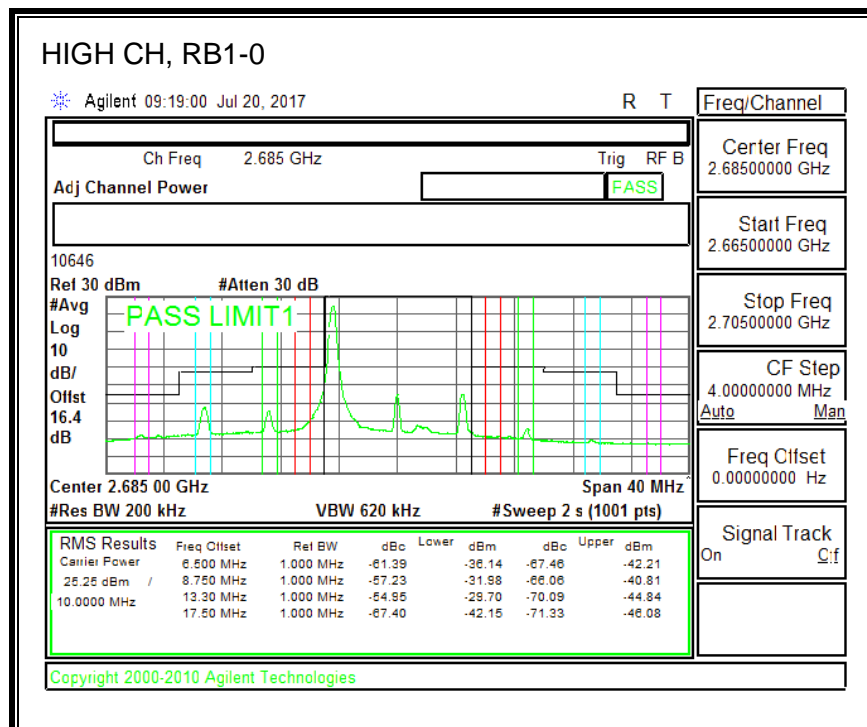 HIGH CH, RB1-0
Agilent 09:19:00 Jul 20, 2017 R T
Freq/Channel
Ch Freq 2.685 GHz Trig RF B
Adj Channel Power PASS
Center Freq
2.68500000 GHz
Start Freq
2.66500000 GHz
Stop Freq
2.70500000 GHz
CF Step
4.00000000 MHz
Auto Man
Freq Offset
0.00000000 Hz
Signal Track
On Off
10646
Ref 30 dBm #Atten 30 dB
#Avg
Log
10
dB/
Offst
16.4
dB
PASS LIMIT1
Center 2.685 00 GHz Span 40 MHz
#Res BW 200 kHz VBW 620 kHz #Sweep 2 s (1001 pts)
RMS Results Freq Offset Ref BW dBc Lower dBm dBc Upper dBm
Carrier Power 6.500 MHz 1.000 MHz -61.39 -36.14 -67.46 -42.21
25.25 dBm / 8.750 MHz 1.000 MHz -57.23 -31.98 -66.06 -40.81
10.0000 MHz 13.30 MHz 1.000 MHz -54.95 -29.70 -70.09 -44.84
17.50 MHz 1.000 MHz -67.40 -42.15 -71.33 -46.08
Copyright 2000-2010 Agilent Technologies